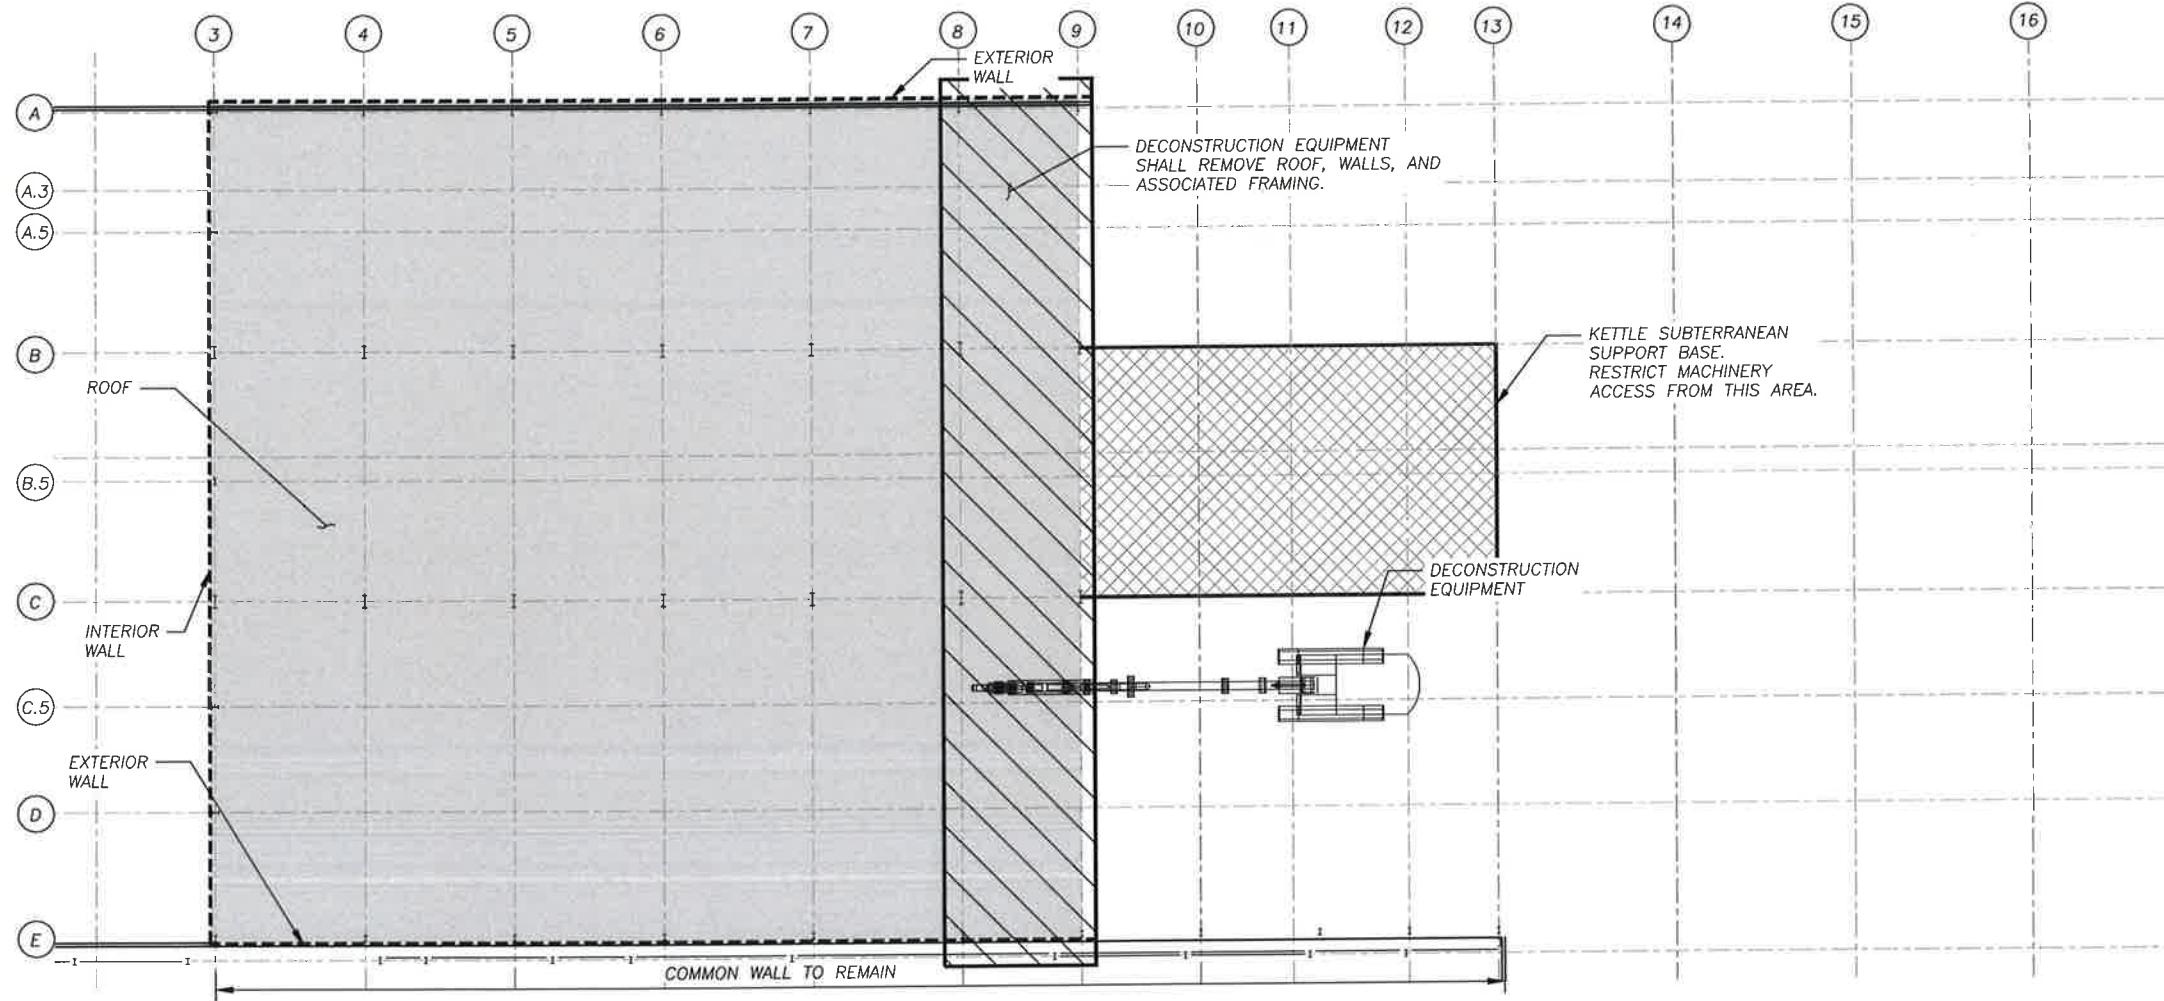 3
4
5
6
7
8
9
10
11
12
13
14
15
16
EXTERIOR
WALL
A
DECONSTRUCTION EQUIPMENT
SHALL REMOVE ROOF, WALLS, AND
ASSOCIATED FRAMING.
A.3
A.5
B
KETTLE SUBTERRANEAN
SUPPORT BASE.
RESTRICT MACHINERY
ACCESS FROM THIS AREA.
ROOF
B.5
DECONSTRUCTION
EQUIPMENT
C
INTERIOR
WALL
C.5
EXTERIOR
WALL
D
E
COMMON WALL TO REMAIN